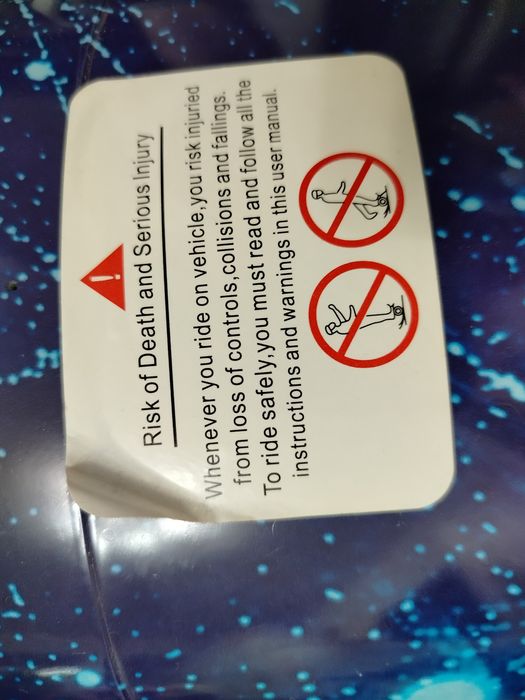 Risk of Death and Serious Injury
Whenever you ride on vehicle,you risk injuried
from loss of controls,collisions and fallings.
To ride safely,you must read and follow all the
instructions and warnings in this user manual.